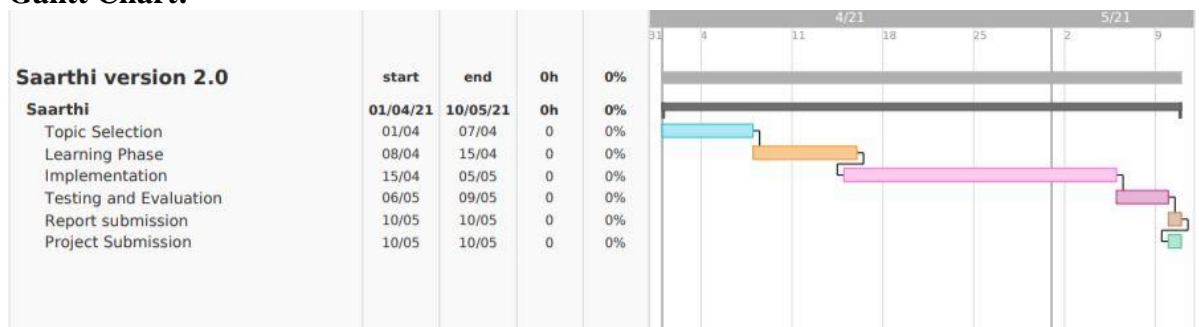 Gantt Chart:
4/21 5/21
31 4 11 18 25 2 9
Saarthi version 2.0 start end 0h 0%
Saarthi 01/04/21 10/05/21 0h 0%
Topic Selection 01/04 07/04 0 0%
Learning Phase 08/04 15/04 0 0%
Implementation 15/04 05/05 0 0%
Testing and Evaluation 06/05 09/05 0 0%
Report submission 10/05 10/05 0 0%
Project Submission 10/05 10/05 0 0%